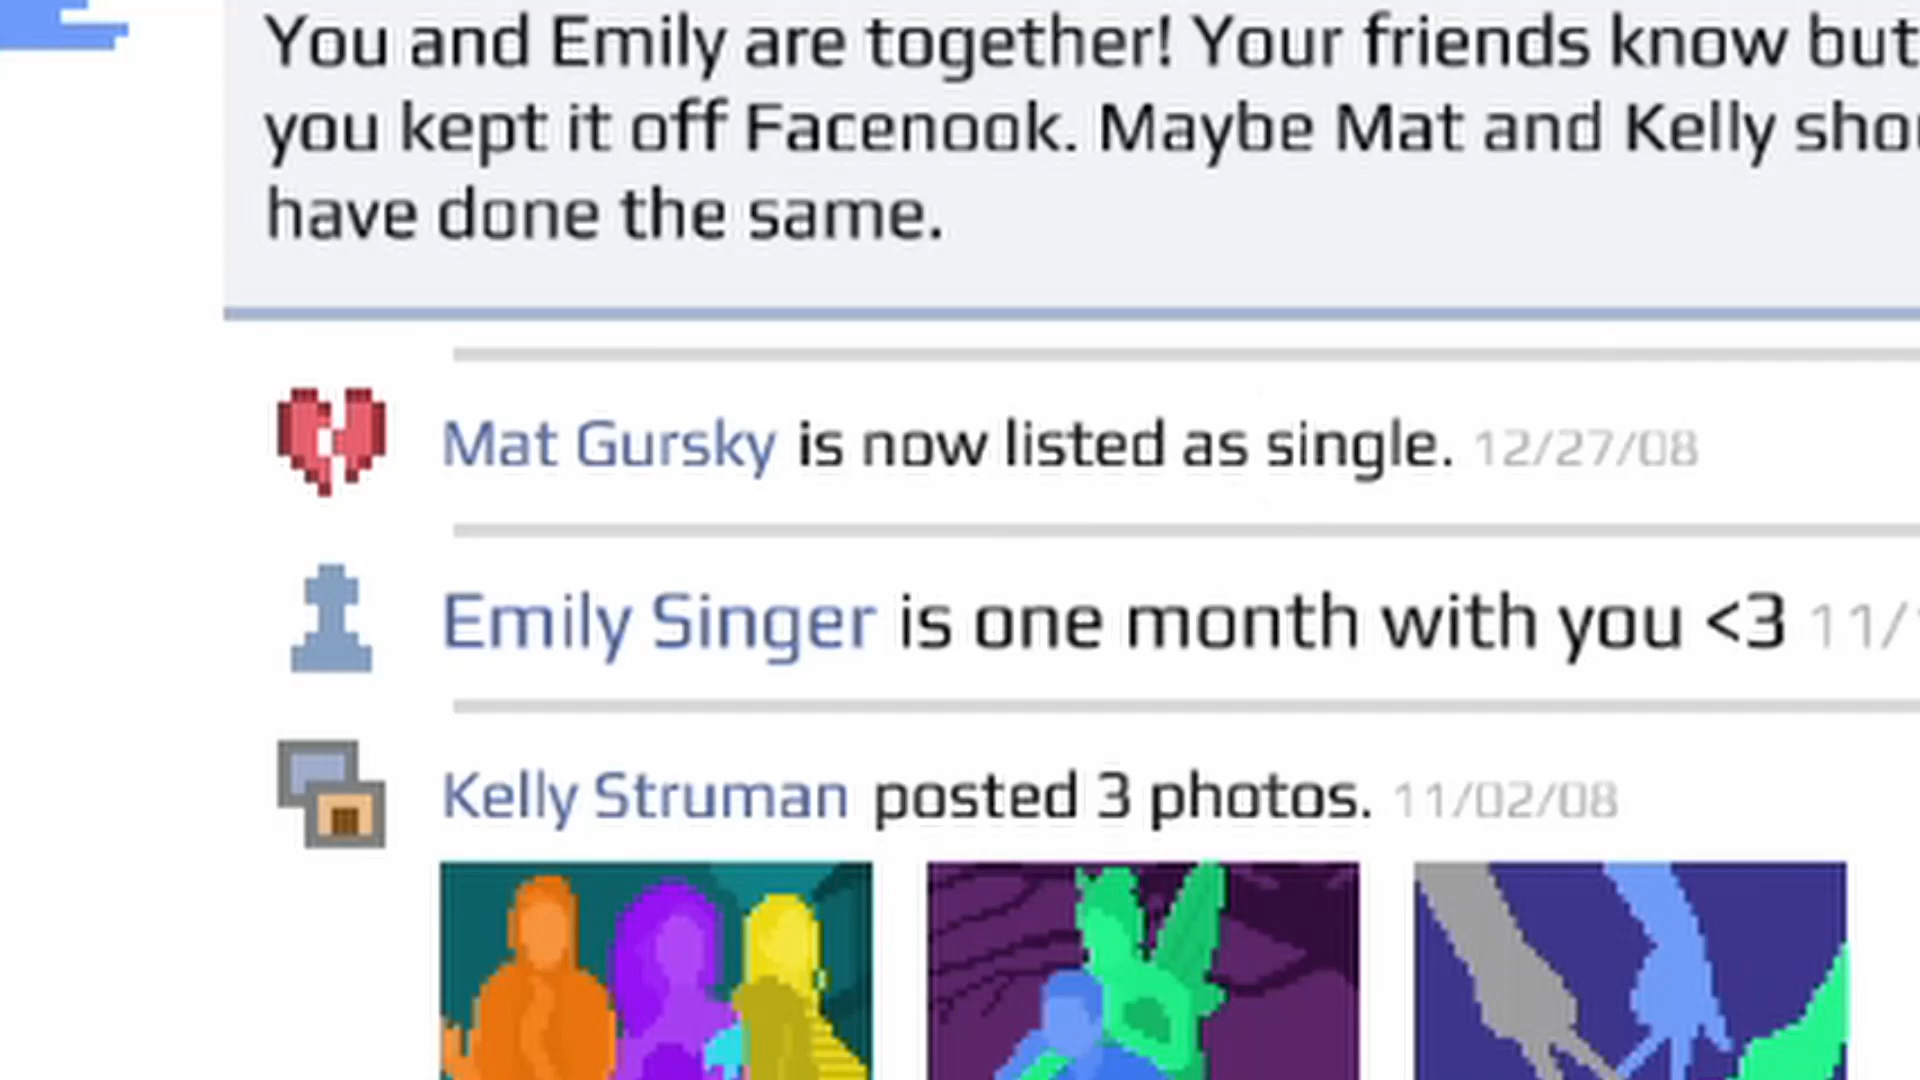 You and Emily are together! Your friends know but
you kept it off Facenook. Maybe Mat and Kelly
have done the same.
Mat Gursky is now listed as single. 12/27/08
Emily Singer is one month with you <3 11/
Kelly Struman posted 3 photos. 11/02/08